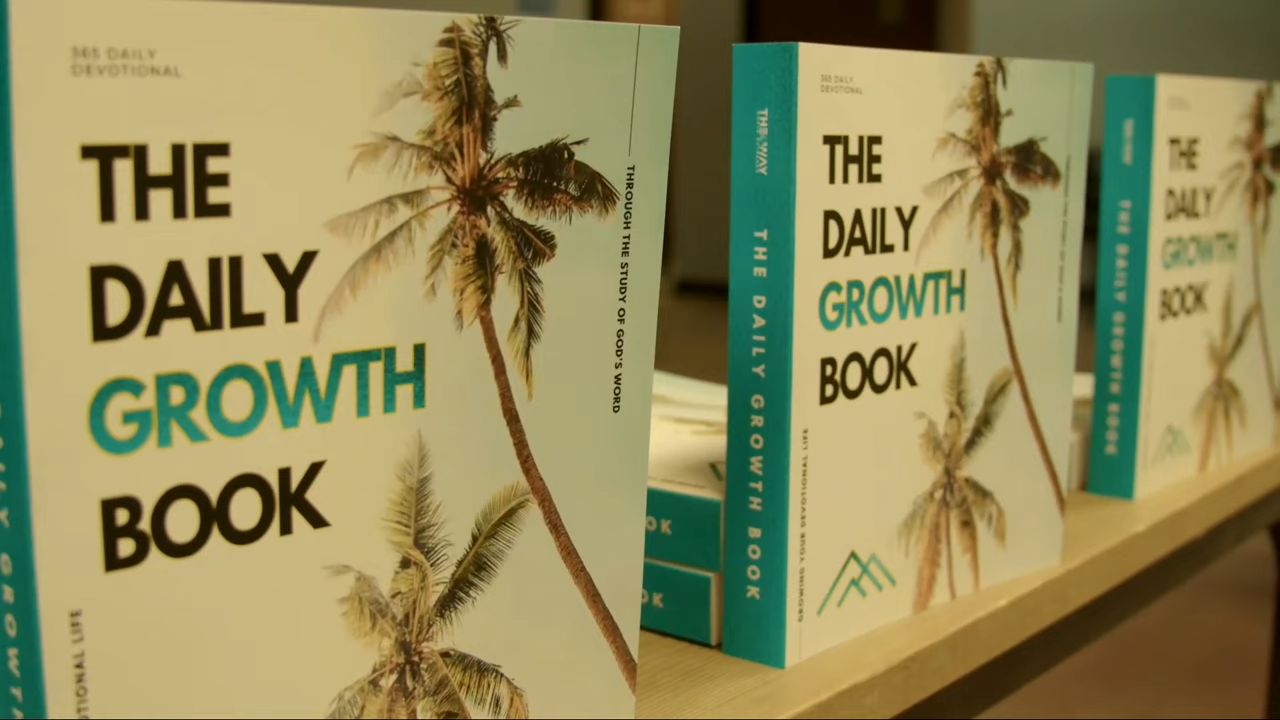 365 DAILY
DEVOTIONAL
THE
DAILY
GROWTH
BOOK
THROUGH THE STUDY OF GOD'S WORD
OTIONAL LIFE
DAILY GROWTH
OK
OK
THE WAY
THE DAILY GROWTH BOOK
365 DAILY
DEVOTIONAL
THE
DAILY
GROWTH
BOOK
GROWING YOUR DEVOTIONAL LIFE
THE DAILY GROWTH BOOK
THE
DAILY
GROWTH
BOOK